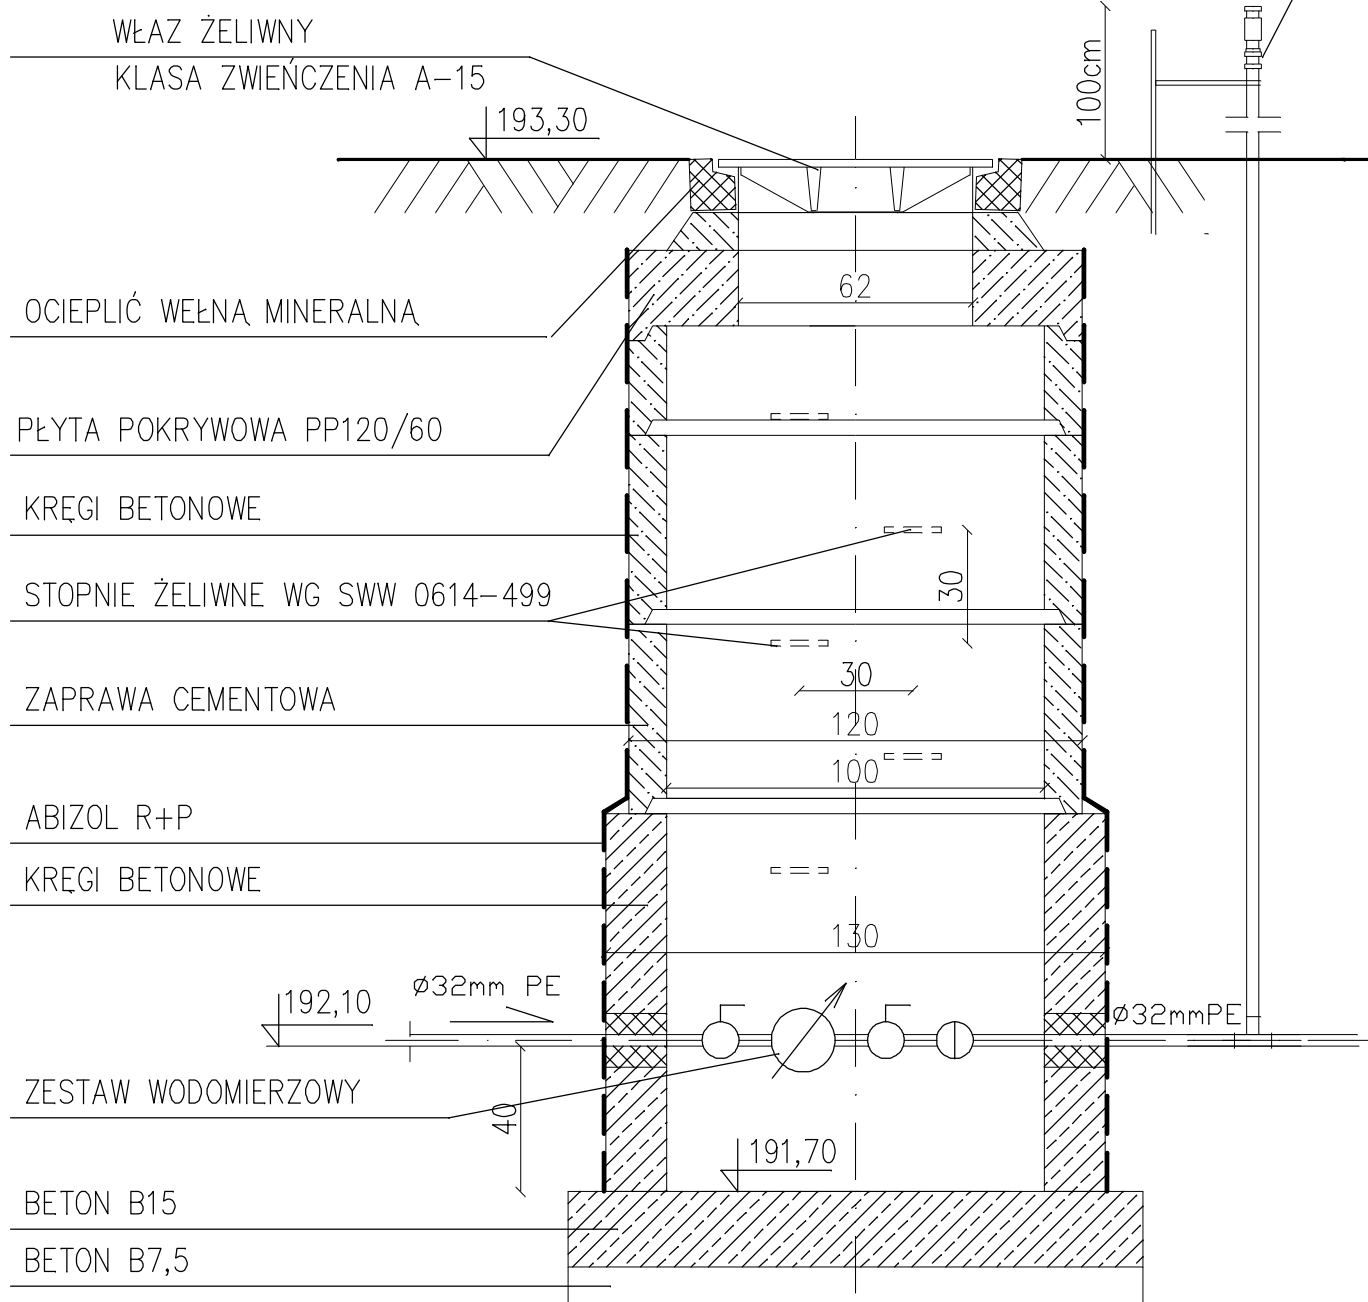 WŁAZ ŻELIWNY
KLASA ZWIEŃCZENIA A-15
193,30
100cm
62
OCIEPLIĆ WEŁNĄ MINERALNĄ
PŁYTA POKRYWOWA PP120/60
KRĘGI BETONOWE
STOPNIE ŻELIWNE WG SWW 0614-499
30
30
ZAPRAWA CEMENTOWA
120
100
ABIZOL R+P
KRĘGI BETONOWE
130
Ø32mm PE
192,10
Ø32mmPE
ZESTAW WODOMIERZOWY
40
191,70
BETON B15
BETON B7,5